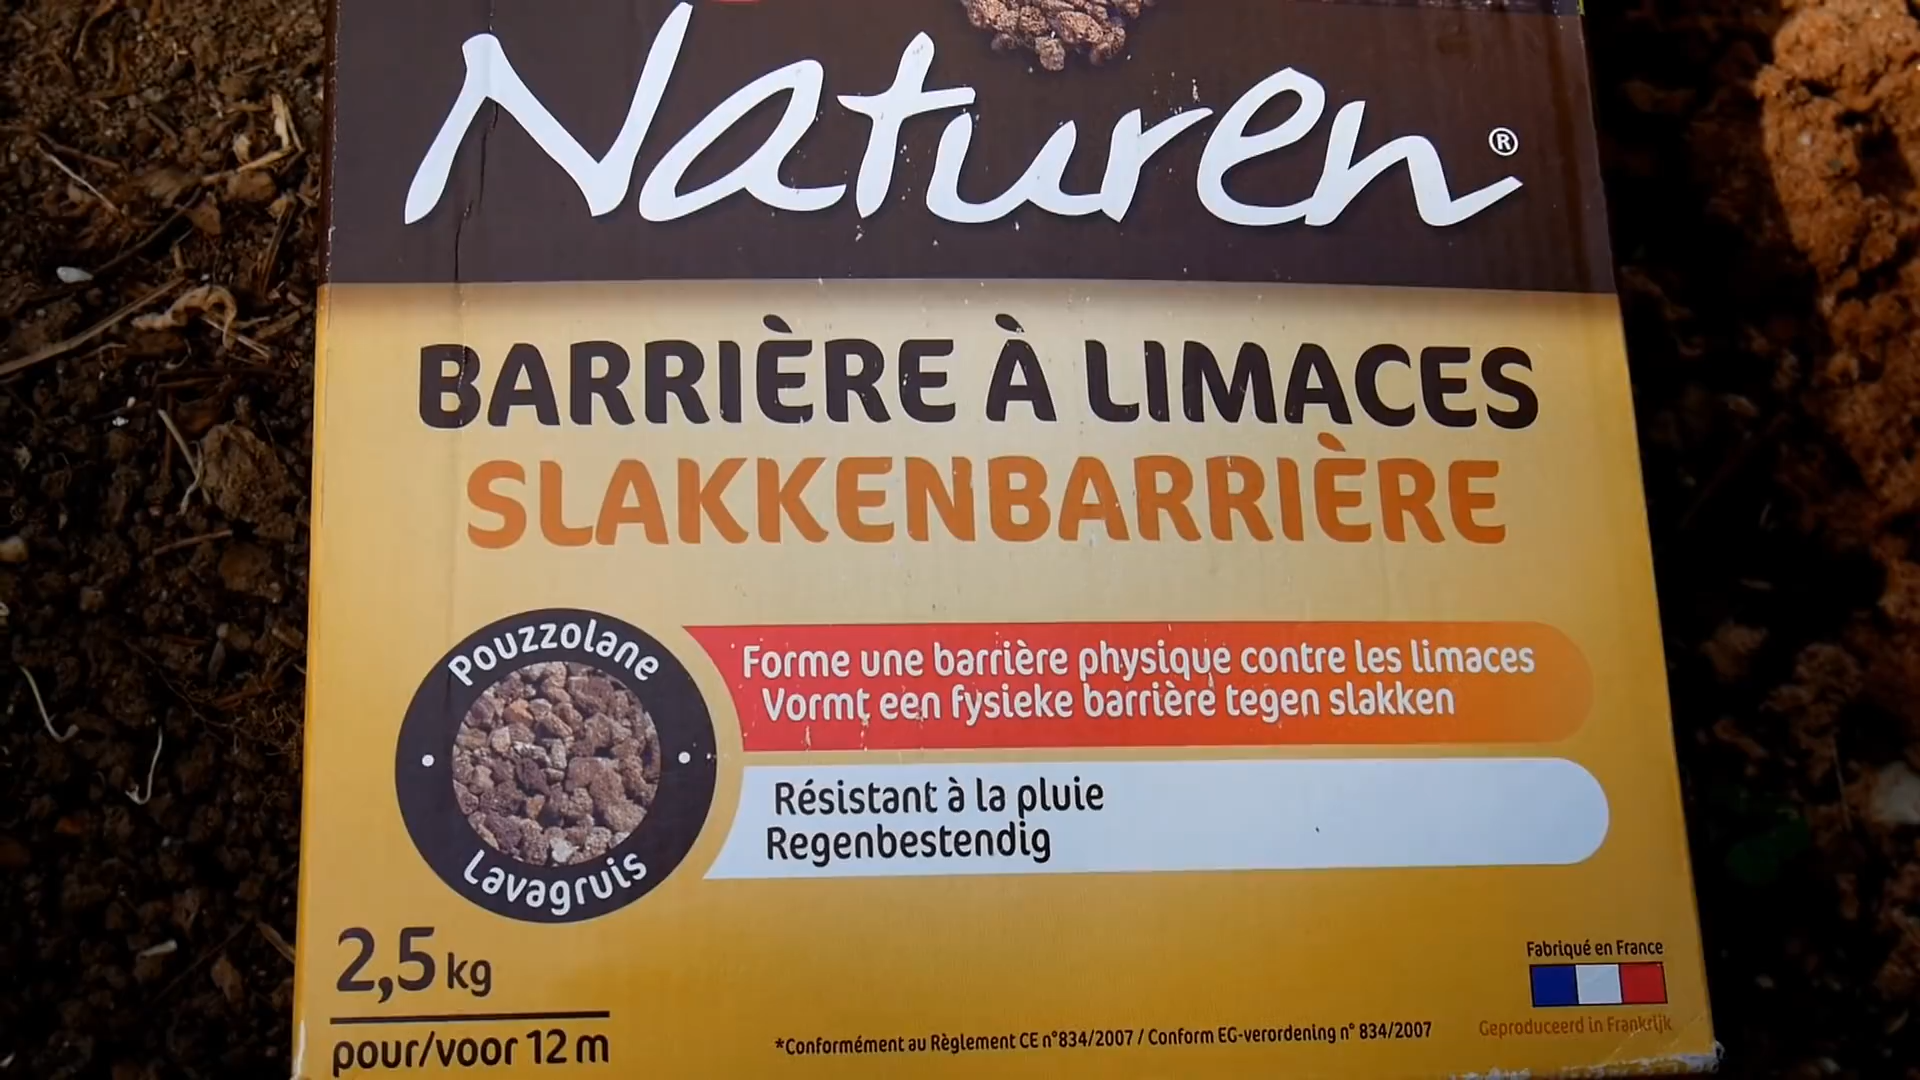 Naturen®
BARRIÈRE À LIMACES
SLAKKENBARRIÈRE
Pouzzolane
Lavagruis
Forme une barrière physique contre les limaces
Vormt een fysieke barrière tegen slakken
Résistant à la pluie
Regenbestendig
2,5 kg
pour/voor 12 m
*Conformément au Règlement CE n°834/2007 / Conform EG-verordening n° 834/2007
Fabriqué en France
Geproduceerd in Frankrijk